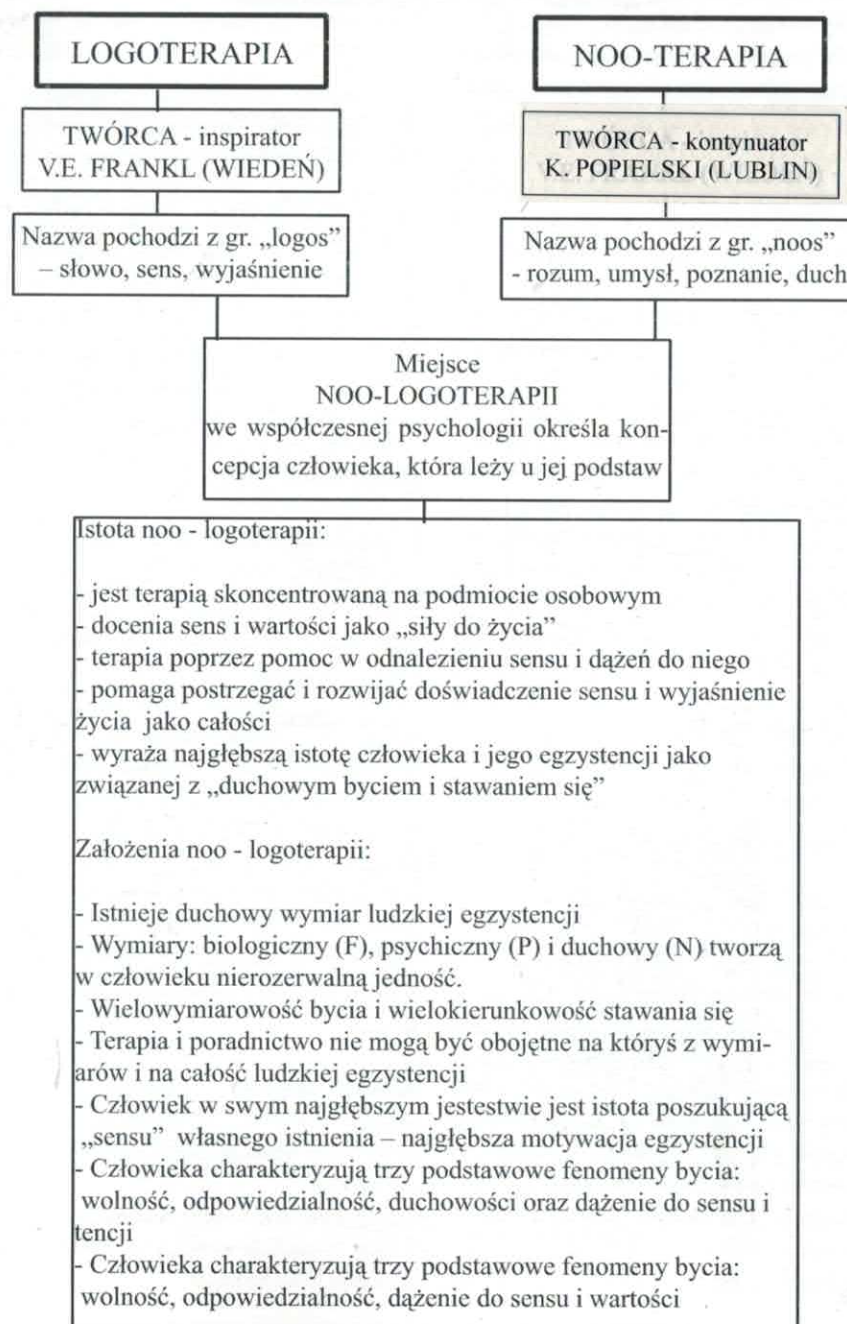 LOGOTERAPIA
TWÓRCA - inspirator
V.E. FRANKL (WIEDEŃ)
Nazwa pochodzi z gr. „logos”
– słowo, sens, wyjaśnienie
NOO-TERAPIA
TWÓRCA - kontynuator
K. POPIELSKI (LUBLIN)
Nazwa pochodzi z gr. „noos”
- rozum, umysł, poznanie, duch
Miejsce
NOO-LOGOTERAPII
we współczesnej psychologii określa kon-
cepcja człowieka, która leży u jej podstaw
Istota noo - logoterapii:
- jest terapią skoncentrowaną na podmiocie osobowym
- docenia sens i wartości jako „siły do życia”
- terapia poprzez pomoc w odnalezieniu sensu i dążeń do niego
- pomaga postrzegać i rozwijać doświadczenie sensu i wyjaśnienie
życia jako całości
- wyraża najgłębszą istotę człowieka i jego egzystencji jako
związanej z „duchowym byciem i stawaniem się”
Założenia noo - logoterapii:
- Istnieje duchowy wymiar ludzkiej egzystencji
- Wymiary: biologiczny (F), psychiczny (P) i duchowy (N) tworzą
w człowieku nierozerwalną jedność.
- Wielowymiarowość bycia i wielokierunkowość stawania się
- Terapia i poradnictwo nie mogą być obojętne na któryś z wymi-
arów i na całość ludzkiej egzystencji
- Człowiek w swym najgłębszym jestestwie jest istota poszukującą
„sensu” własnego istnienia – najgłębsza motywacja egzystencji
- Człowieka charakteryzują trzy podstawowe fenomeny bycia:
wolność, odpowiedzialność, duchowości oraz dążenie do sensu i
tencji
- Człowieka charakteryzują trzy podstawowe fenomeny bycia:
wolność, odpowiedzialność, dążenie do sensu i wartości